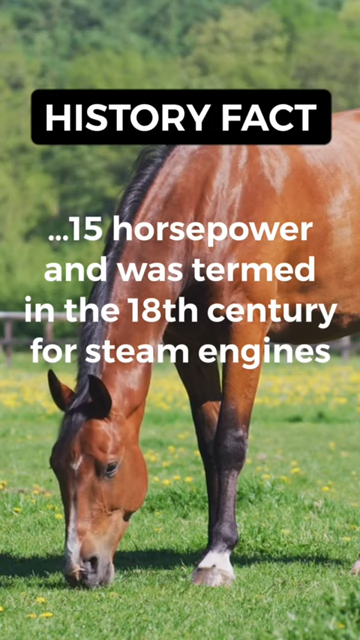 HISTORY FACT
...15 horsepower
and was termed
in the 18th century
for steam engines